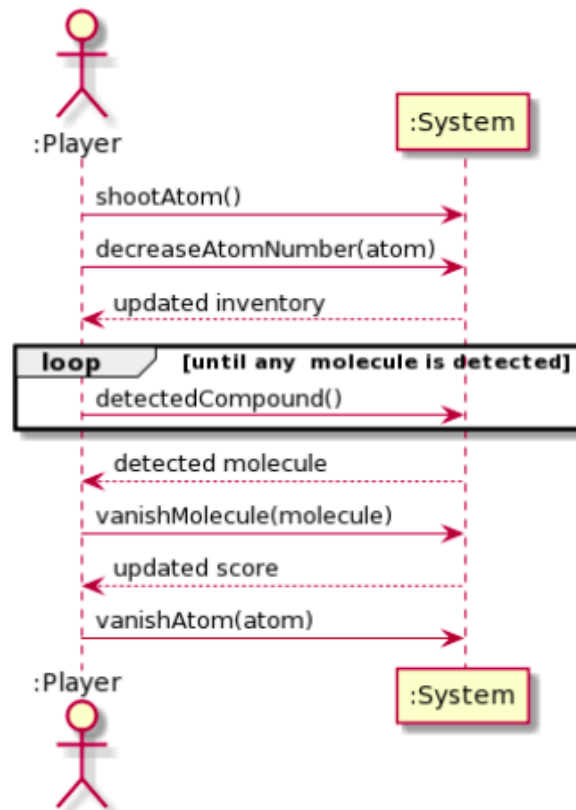 :Player
:System
shootAtom()
decreaseAtomNumber(atom)
updated inventory
loop [until any  molecule is detected]
detectedCompound()
detected molecule
vanishMolecule(molecule)
updated score
vanishAtom(atom)
:Player
:System